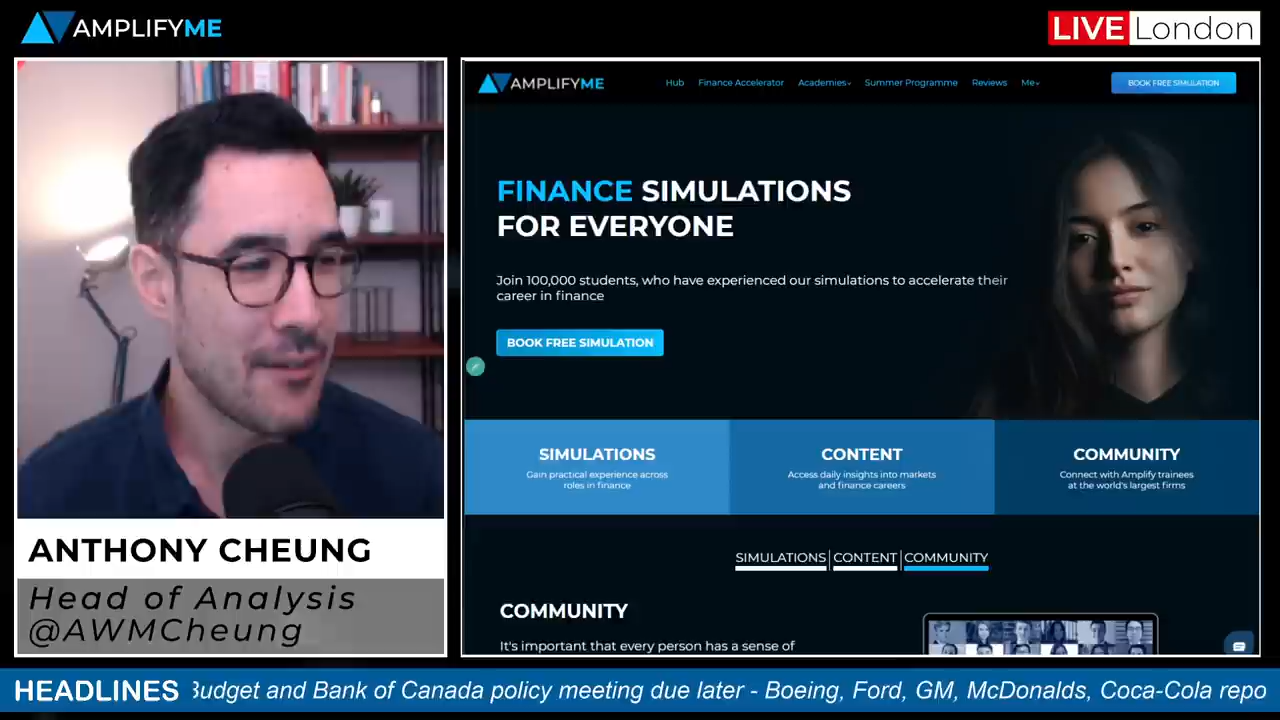 AMPLIFYME
LIVE London
AMPLIFYME
Hub Finance Accelerator Academies Summer Programme Reviews Me
BOOK FREE SIMULATION
FINANCE SIMULATIONS
FOR EVERYONE
Join 100,000 students, who have experienced our simulations to accelerate their
career in finance
BOOK FREE SIMULATION
SIMULATIONS
Gain practical experience across
roles in finance
CONTENT
Access daily insights into markets
and finance careers
COMMUNITY
Connect with Amplify trainees
at the world's largest firms
SIMULATIONS CONTENT COMMUNITY
COMMUNITY
It's important that every person has a sense of
ANTHONY CHEUNG
Head of Analysis
@AWMCheung
HEADLINES Budget and Bank of Canada policy meeting due later - Boeing, Ford, GM, McDonalds, Coca-Cola repo